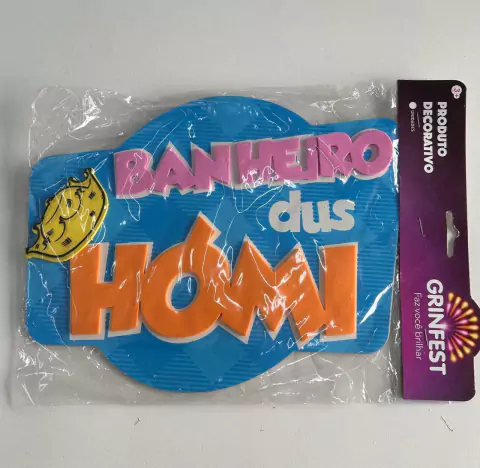 BANHEIRO
dus
HÓMI
PRODUTO
DECORATIVO
GRINFEST
Faz você brilhar